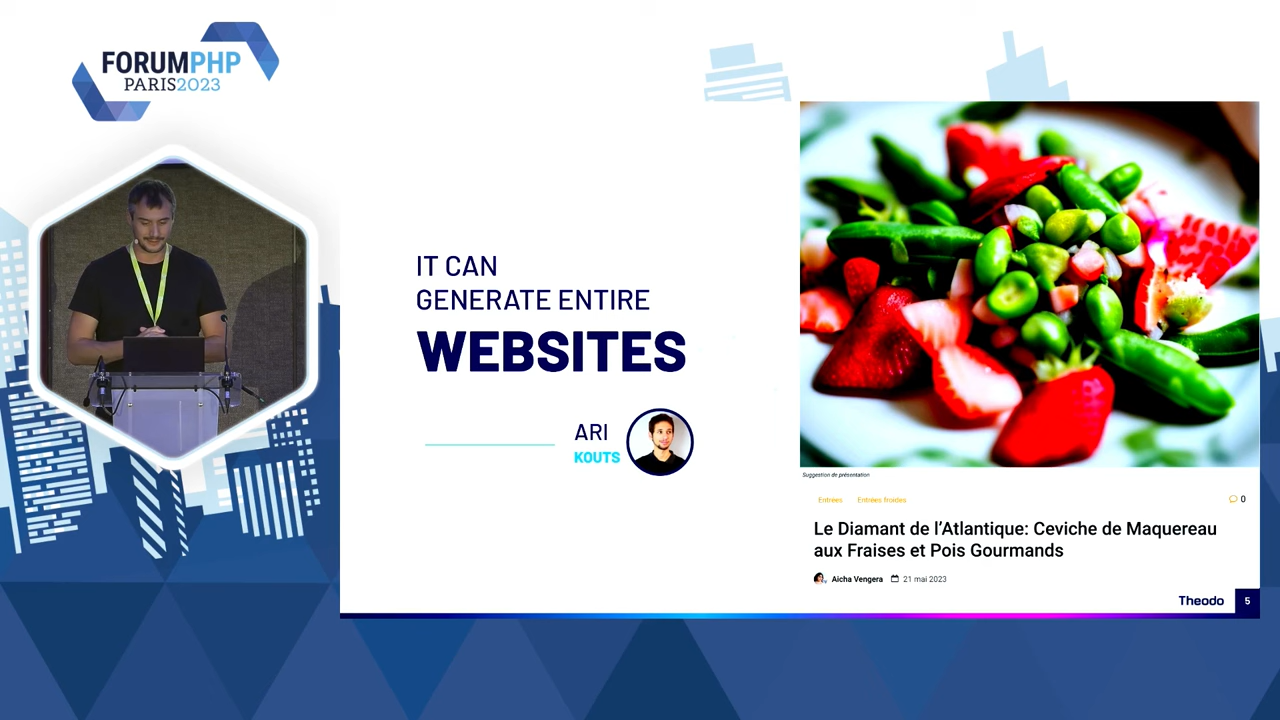 FORUMPHP
PARIS2023
IT CAN
GENERATE ENTIRE
WEBSITES
ARI
KOUTS
Suggestion de présentation
Entrées Entrées froides
0
Le Diamant de l'Atlantique: Ceviche de Maquereau
aux Fraises et Pois Gourmands
Aicha Vengera 21 mai 2023
Theodo 5